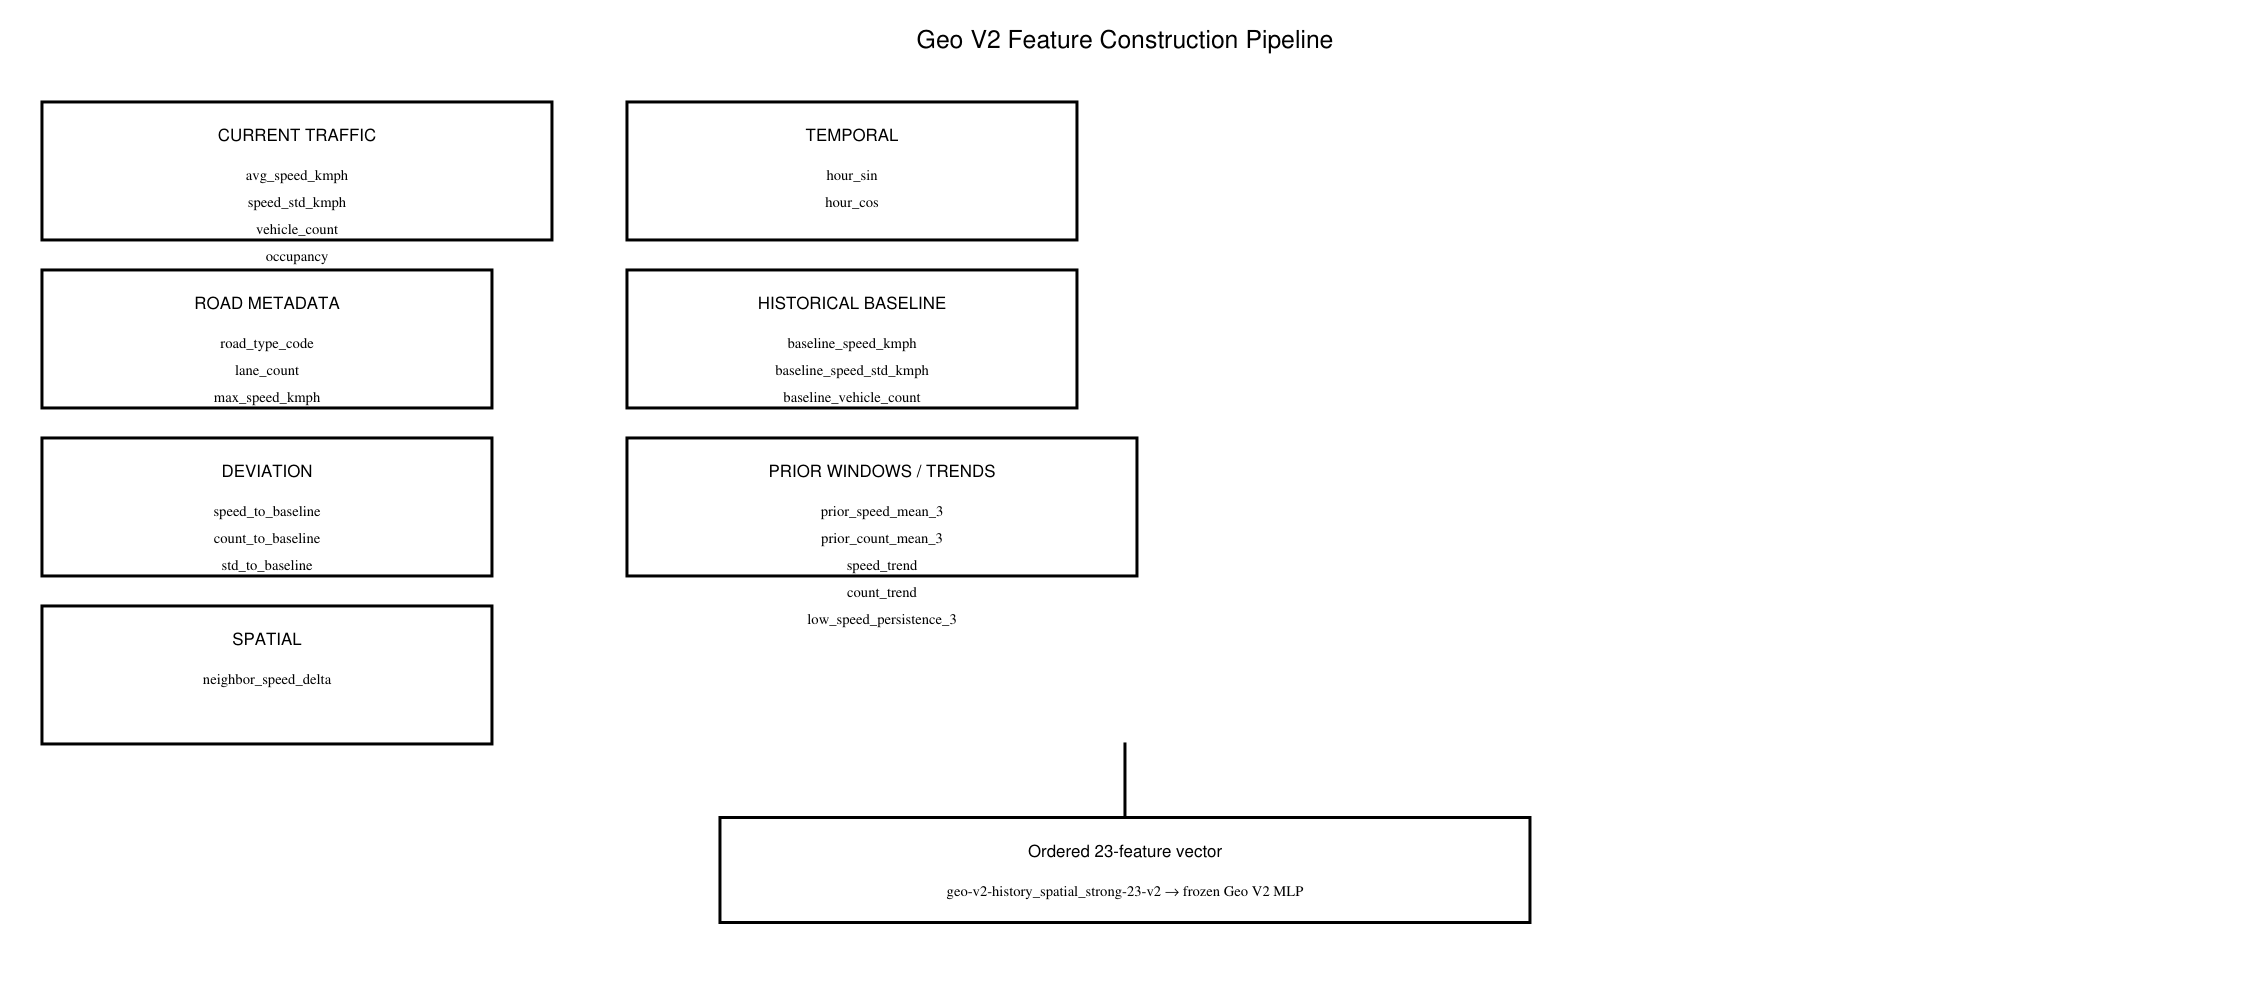 Geo V2 Feature Construction Pipeline
CURRENT TRAFFIC
avg_speed_kmph
speed_std_kmph
vehicle_count
occupancy
TEMPORAL
hour_sin
hour_cos
ROAD METADATA
road_type_code
lane_count
max_speed_kmph
HISTORICAL BASELINE
baseline_speed_kmph
baseline_speed_std_kmph
baseline_vehicle_count
DEVIATION
speed_to_baseline
count_to_baseline
std_to_baseline
PRIOR WINDOWS / TRENDS
prior_speed_mean_3
prior_count_mean_3
speed_trend
count_trend
low_speed_persistence_3
SPATIAL
neighbor_speed_delta
Ordered 23-feature vector
geo-v2-history_spatial_strong-23-v2 → frozen Geo V2 MLP